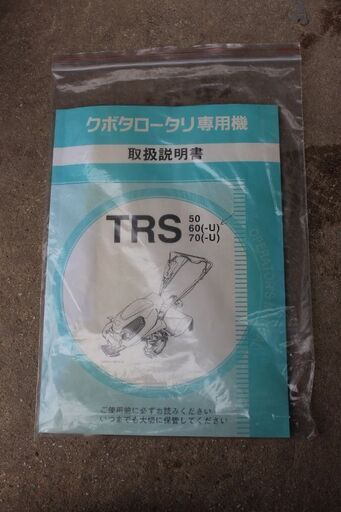 クボタロータリ専用機
取扱説明書
TRS 50
60(-U)
70(-U)
ご使用前に必ずお読みください
いつまでも大切に保管してください